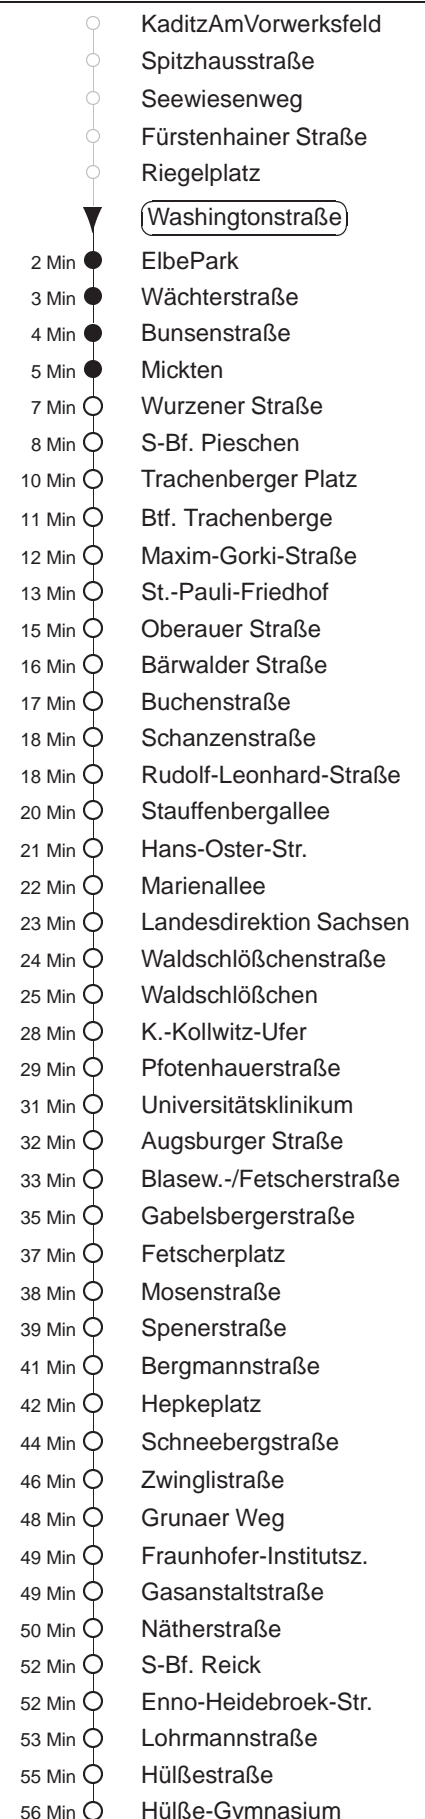 KaditzAmVorwerksfeld
Spitzhausstraße
Seewiesenweg
Fürstenhainer Straße
Riegelplatz
Washingtonstraße
2 Min ElbePark
3 Min Wächterstraße
4 Min Bunsenstraße
5 Min Mickten
7 Min Wurzener Straße
8 Min S-Bf. Pieschen
10 Min Trachenberger Platz
11 Min Btf. Trachenberge
12 Min Maxim-Gorki-Straße
13 Min St.-Pauli-Friedhof
15 Min Oberauer Straße
16 Min Bärwalder Straße
17 Min Buchenstraße
18 Min Schanzenstraße
18 Min Rudolf-Leonhard-Straße
20 Min Stauffenbergallee
21 Min Hans-Oster-Str.
22 Min Marienallee
23 Min Landesdirektion Sachsen
24 Min Waldschlößchenstraße
25 Min Waldschlößchen
28 Min K.-Kollwitz-Ufer
29 Min Pfotenhauerstraße
31 Min Universitätsklinikum
32 Min Augsburger Straße
33 Min Blasew.-/Fetscherstraße
35 Min Gabelsbergerstraße
37 Min Fetscherplatz
38 Min Mosenstraße
39 Min Spenerstraße
41 Min Bergmannstraße
42 Min Hepkeplatz
44 Min Schneebergstraße
46 Min Zwinglistraße
48 Min Grunaer Weg
49 Min Fraunhofer-Institutsz.
49 Min Gasanstaltstraße
50 Min Nätherstraße
52 Min S-Bf. Reick
52 Min Enno-Heidebroek-Str.
53 Min Lohrmannstraße
55 Min Hülßestraße
56 Min Hülße-Gymnasium